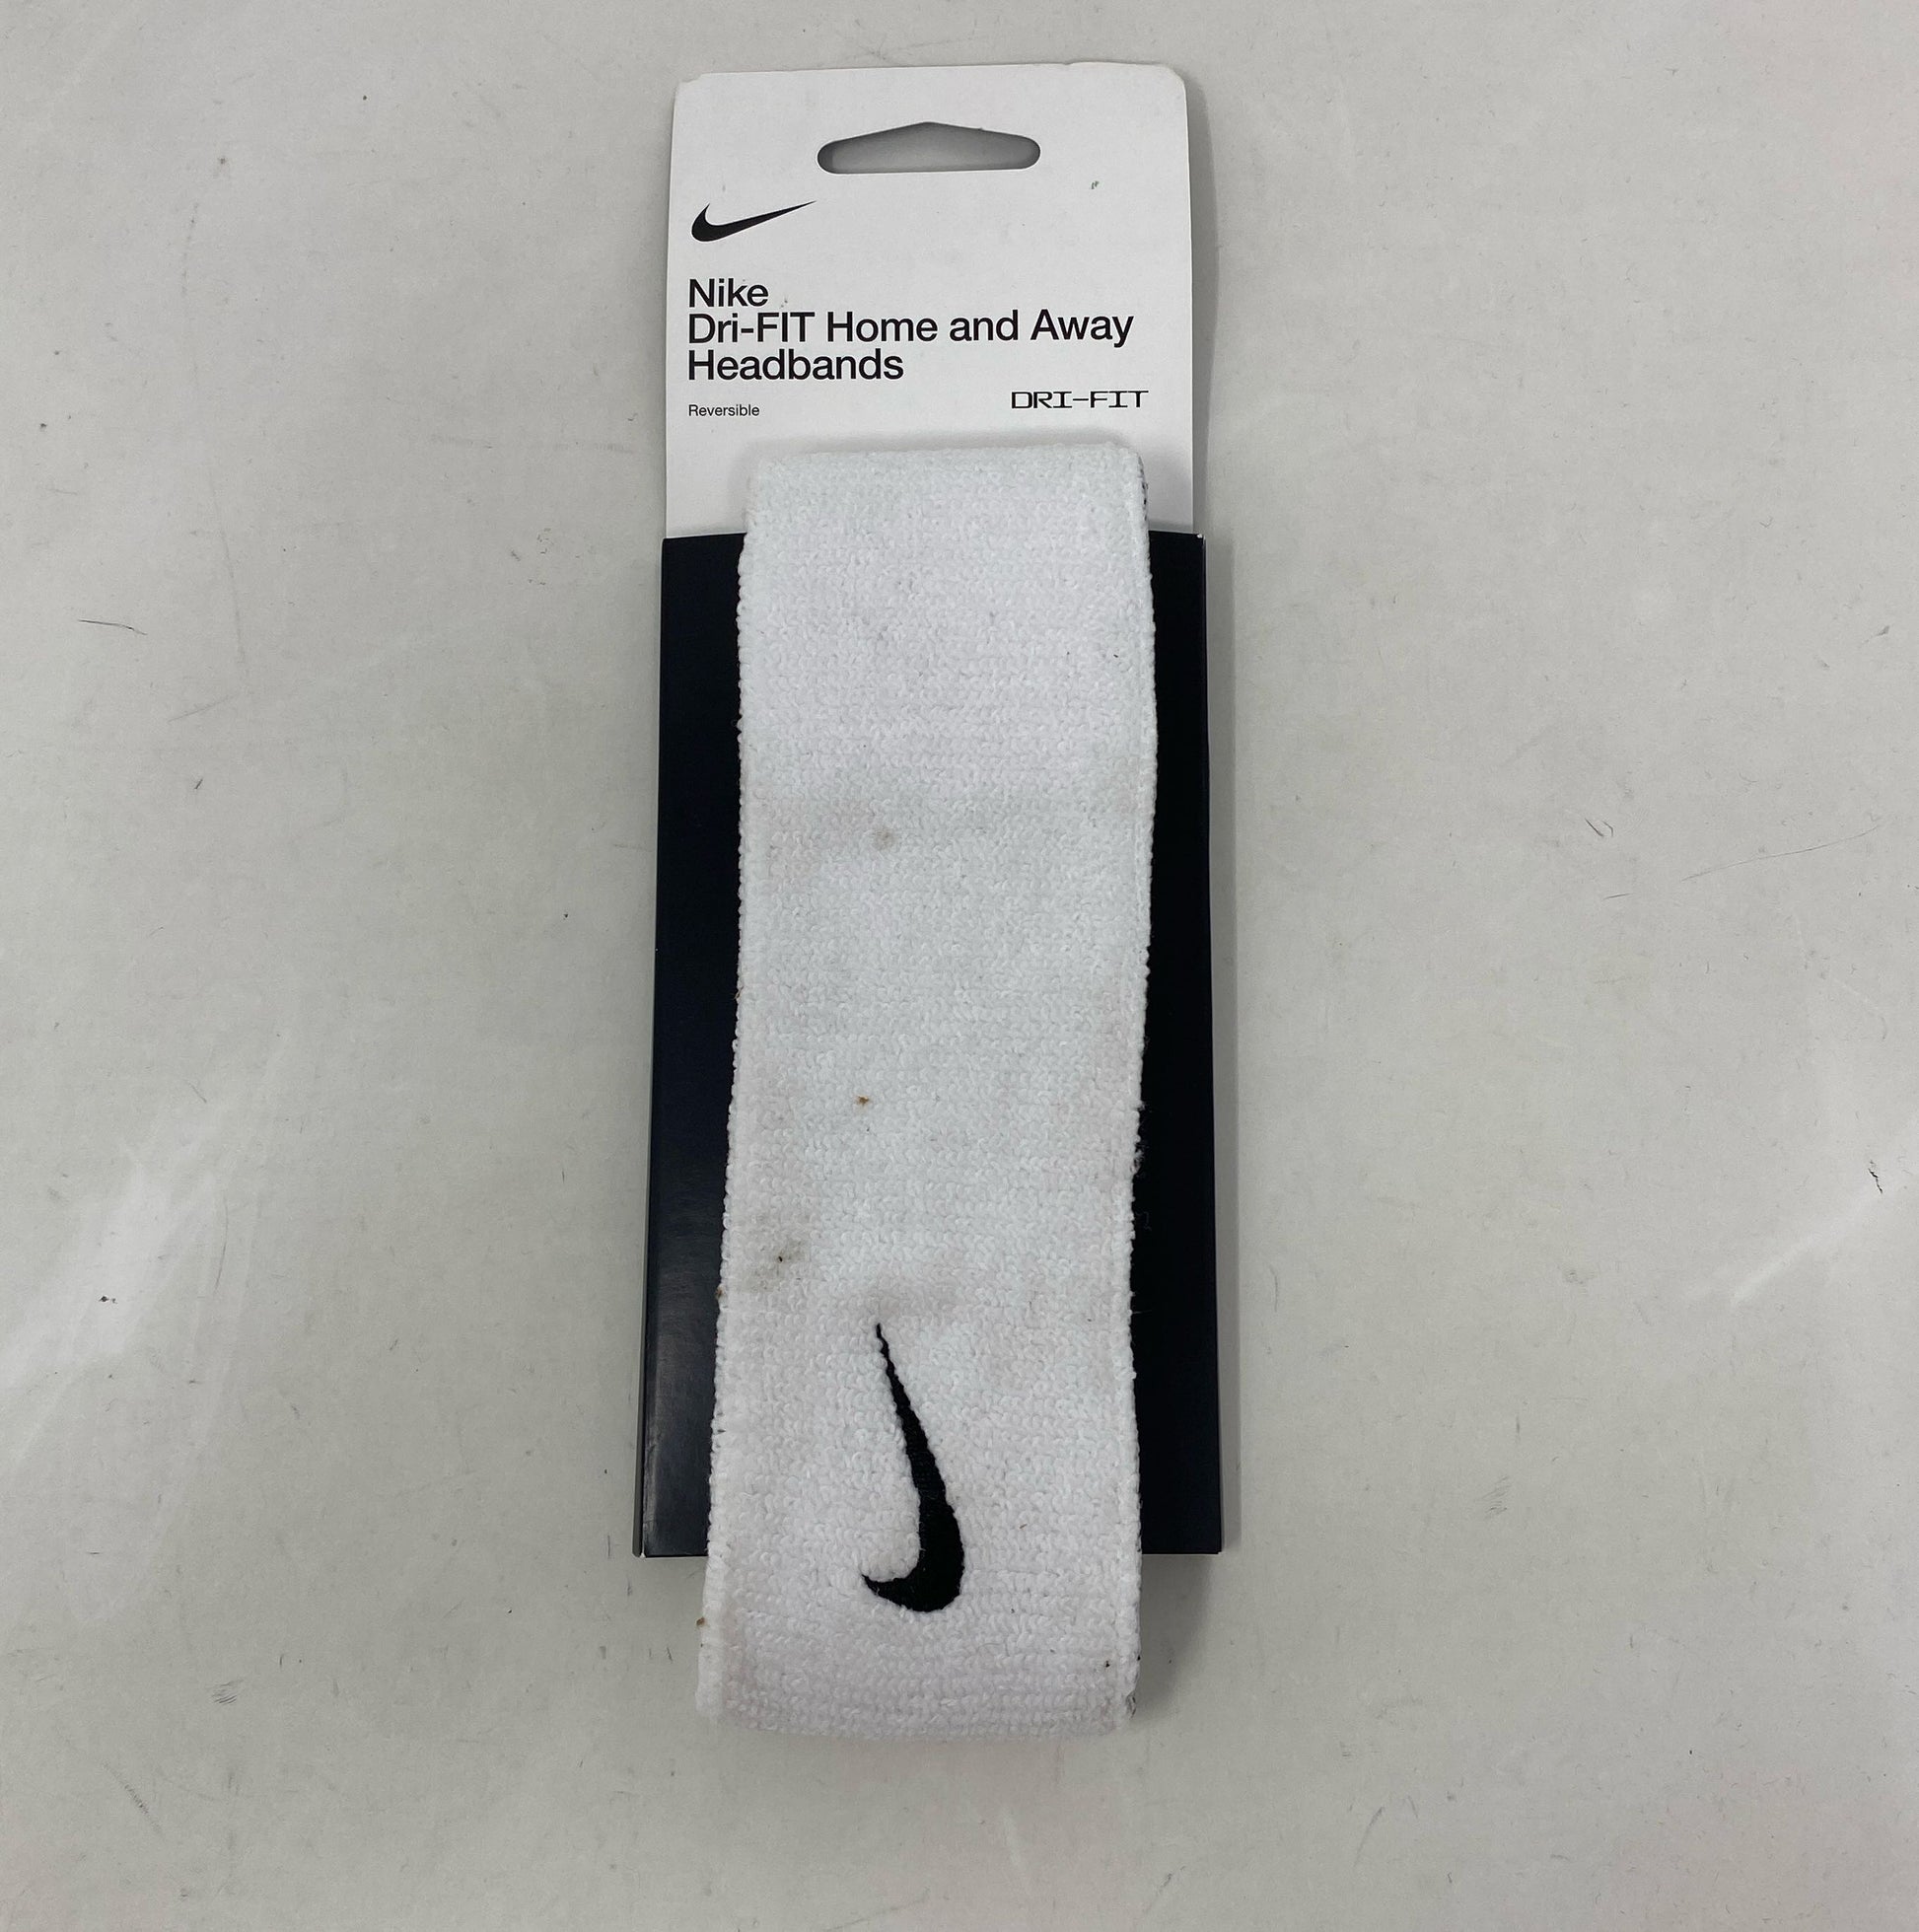 Nike
Dri-FIT Home and Away
Headbands
Reversible
DRI-FIT